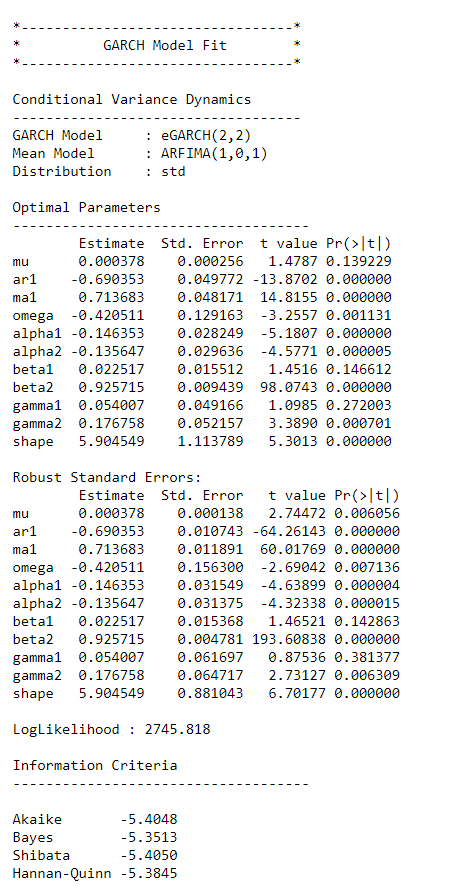 *---------------------------------*
*          GARCH Model Fit        *
*---------------------------------*
Conditional Variance Dynamics
-----------------------------------
GARCH Model     : eGARCH(2,2)
Mean Model      : ARFIMA(1,0,1)
Distribution    : std
Optimal Parameters
------------------------------------
        Estimate  Std. Error  t value Pr(>|t|)
mu      0.000378    0.000256   1.4787 0.139229
ar1    -0.690353    0.049772 -13.8702 0.000000
ma1     0.713683    0.048171  14.8155 0.000000
omega  -0.420511    0.129163  -3.2557 0.001131
alpha1 -0.146353    0.028249  -5.1807 0.000000
alpha2 -0.135647    0.029636  -4.5771 0.000005
beta1   0.022517    0.015512   1.4516 0.146612
beta2   0.925715    0.009439  98.0743 0.000000
gamma1  0.054007    0.049166   1.0985 0.272003
gamma2  0.176758    0.052157   3.3890 0.000701
shape   5.904549    1.113789   5.3013 0.000000
Robust Standard Errors:
        Estimate  Std. Error   t value Pr(>|t|)
mu      0.000378    0.000138   2.74472 0.006056
ar1    -0.690353    0.010743 -64.26143 0.000000
ma1     0.713683    0.011891  60.01769 0.000000
omega  -0.420511    0.156300  -2.69042 0.007136
alpha1 -0.146353    0.031549  -4.63899 0.000004
alpha2 -0.135647    0.031375  -4.32338 0.000015
beta1   0.022517    0.015368   1.46521 0.142863
beta2   0.925715    0.004781 193.60838 0.000000
gamma1  0.054007    0.061697   0.87536 0.381377
gamma2  0.176758    0.064717   2.73127 0.006309
shape   5.904549    0.881043   6.70177 0.000000
LogLikelihood : 2745.818
Information Criteria
------------------------------------
Akaike       -5.4048
Bayes        -5.3513
Shibata      -5.4050
Hannan-Quinn -5.3845